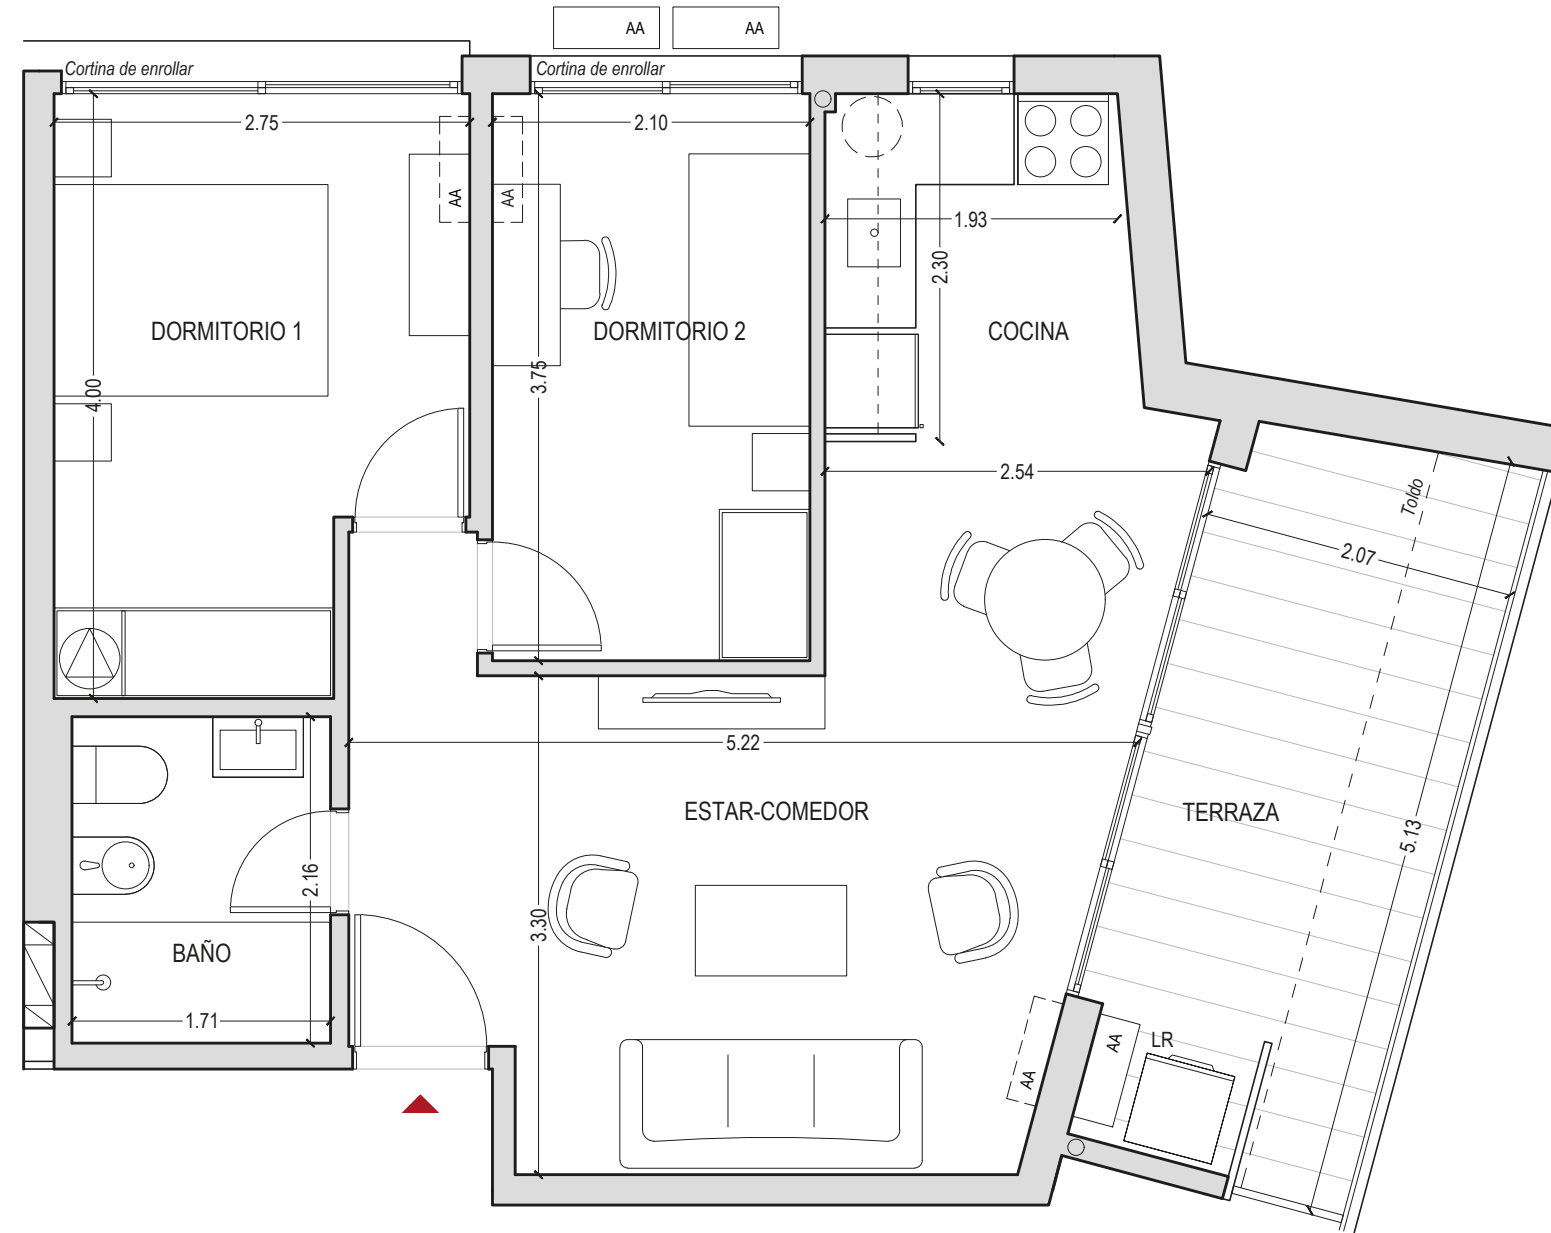 AA
AA
Cortina de enrollar
Cortina de enrollar
2.75
2.10
AA
AA
1.93
2.30
DORMITORIO 1
DORMITORIO 2
COCINA
4.00
3.75
2.54
Toldo
2.07
5.22
ESTAR-COMEDOR
TERRAZA
5.13
2.16
3.30
BAÑO
1.71
AA
AA
LR